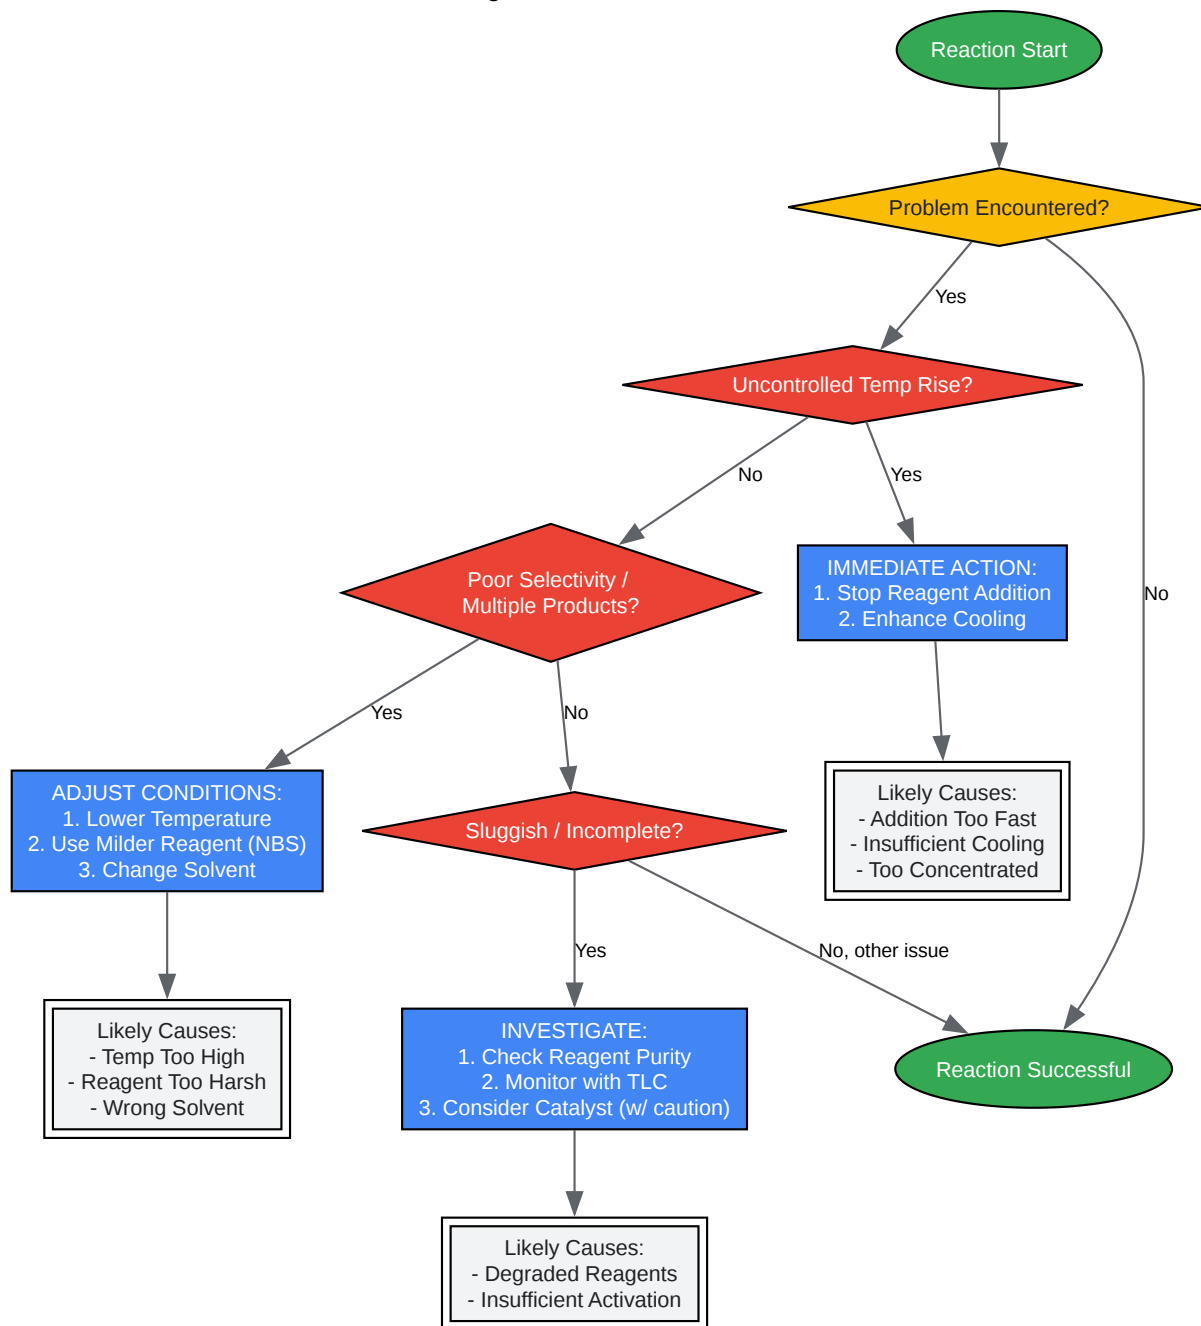 Reaction Start
Problem Encountered?
Yes
Uncontrolled Temp Rise?
No
Yes
Poor Selectivity /
Multiple Products?
IMMEDIATE ACTION:
1. Stop Reagent Addition
2. Enhance Cooling
No
Yes
No
ADJUST CONDITIONS:
1. Lower Temperature
2. Use Milder Reagent (NBS)
3. Change Solvent
Sluggish / Incomplete?
Likely Causes:
- Addition Too Fast
- Insufficient Cooling
- Too Concentrated
Yes
No, other issue
Likely Causes:
- Temp Too High
- Reagent Too Harsh
- Wrong Solvent
INVESTIGATE:
1. Check Reagent Purity
2. Monitor with TLC
3. Consider Catalyst (w/ caution)
Reaction Successful
Likely Causes:
- Degraded Reagents
- Insufficient Activation